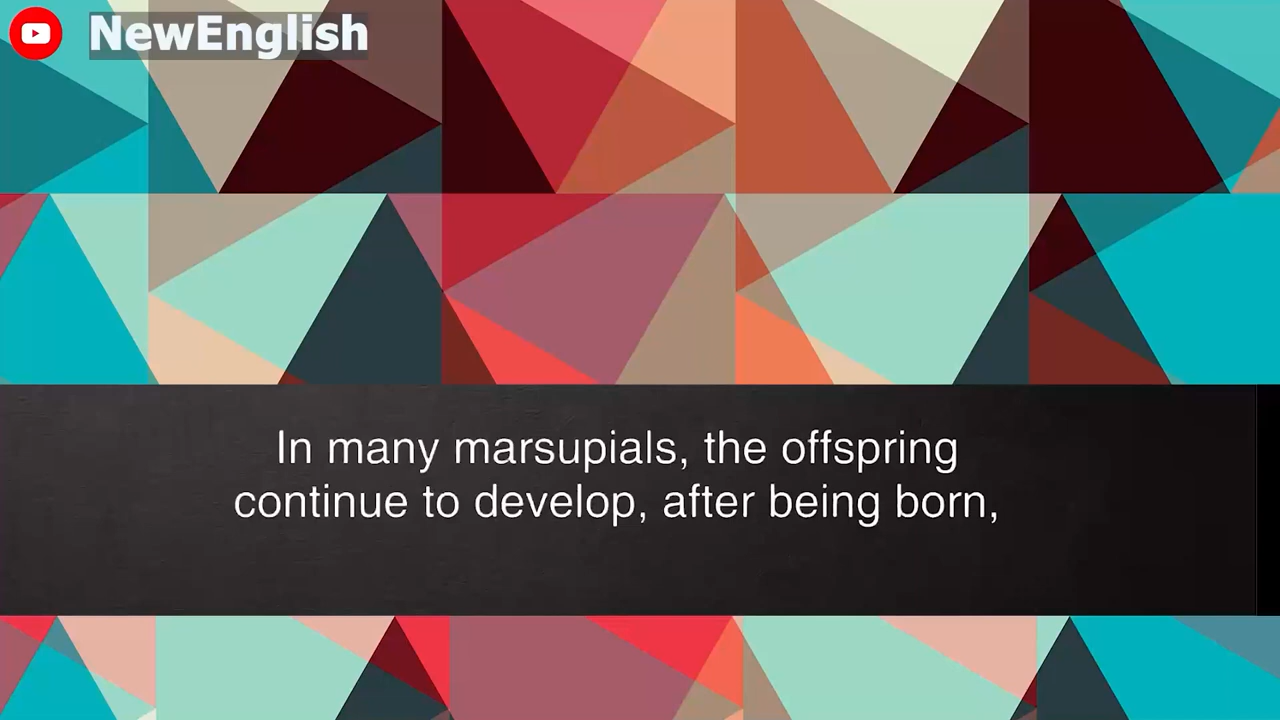 NewEnglish
In many marsupials, the offspring
continue to develop, after being born,